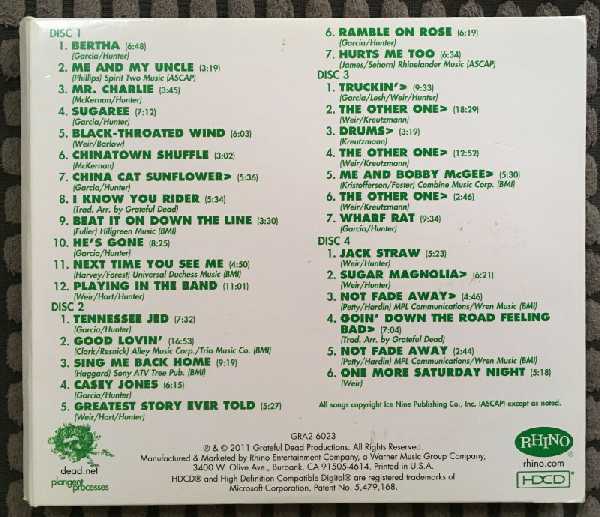 DISC 1
1. BERTHA (6:48)
(Garcia/Hunter)
2. ME AND MY UNCLE (3:19)
(Phillips) Spirit Two Music (ASCAP)
3. MR. CHARLIE (3:45)
(McKernan/Hunter)
4. SUGAREE (7:12)
(Garcia/Hunter)
5. BLACK-THROATED WIND (6:03)
(Weir/Barlow)
6. CHINATOWN SHUFFLE (3:02)
(McKernan)
7. CHINA CAT SUNFLOWER> (5:36)
(Garcia/Hunter)
8. I KNOW YOU RIDER (5:34)
(Trad. Arr. by Grateful Dead)
9. BEAT IT ON DOWN THE LINE (3:30)
(Fuller) Hillgreen Music (BMI)
10. HE'S GONE (8:25)
(Garcia/Hunter)
11. NEXT TIME YOU SEE ME (4:50)
(Harvey/Forest) Universal Duchess Music (BMI)
12. PLAYING IN THE BAND (11:01)
(Weir/Hart/Hunter)
DISC 2
1. TENNESSEE JED (7:32)
(Garcia/Hunter)
2. GOOD LOVIN' (16:53)
(Clark/Resnick) Alley Music Corp./Trio Music Co. (BMI)
3. SING ME BACK HOME (9:19)
(Haggard) Sony ATV Tree Pub. (BMI)
4. CASEY JONES (6:15)
(Garcia/Hunter)
5. GREATEST STORY EVER TOLD (5:27)
(Weir/Hart/Hunter)
6. RAMBLE ON ROSE (6:19)
(Garcia/Hunter)
7. HURTS ME TOO (6:54)
(James/Sehorn) Rhinelander Music (ASCAP)
DISC 3
1. TRUCKIN'> (9:33)
(Garcia/Lesh/Weir/Hunter)
2. THE OTHER ONE> (18:29)
(Weir/Kreutzmann)
3. DRUMS> (3:19)
(Kreutzmann)
4. THE OTHER ONE> (12:52)
(Weir/Kreutzmann)
5. ME AND BOBBY McGEE> (5:30)
(Kristofferson/Foster) Combine Music Corp. (BMI)
6. THE OTHER ONE> (2:46)
(Weir/Kreutzmann)
7. WHARF RAT (9:34)
(Garcia/Hunter)
DISC 4
1. JACK STRAW (5:23)
(Weir/Hunter)
2. SUGAR MAGNOLIA> (6:21)
(Weir/Hunter)
3. NOT FADE AWAY> (4:46)
(Petty/Hardin) MPL Communications/Wren Music (BMI)
4. GOIN' DOWN THE ROAD FEELING
BAD> (7:04)
(Trad. Arr. by Grateful Dead)
5. NOT FADE AWAY (2:44)
(Petty/Hardin) MPL Communications/Wren Music (BMI)
6. ONE MORE SATURDAY NIGHT (5:18)
(Weir)
All songs copyright Ice Nine Publishing Co., Inc. (ASCAP) except as noted.
dead.net
plangent
processes
GRA2-6023
℗ & © 2011 Grateful Dead Productions. All Rights Reserved.
Manufactured & Marketed by Rhino Entertainment Company, a Warner Music Group Company,
3400 W. Olive Ave., Burbank, CA 91505-4614. Printed in U.S.A.
HDCD® and High Definition Compatible Digital® are registered trademarks of
Microsoft Corporation, Patent No. 5,479,168.
RHINO
rhino.com
HDCD